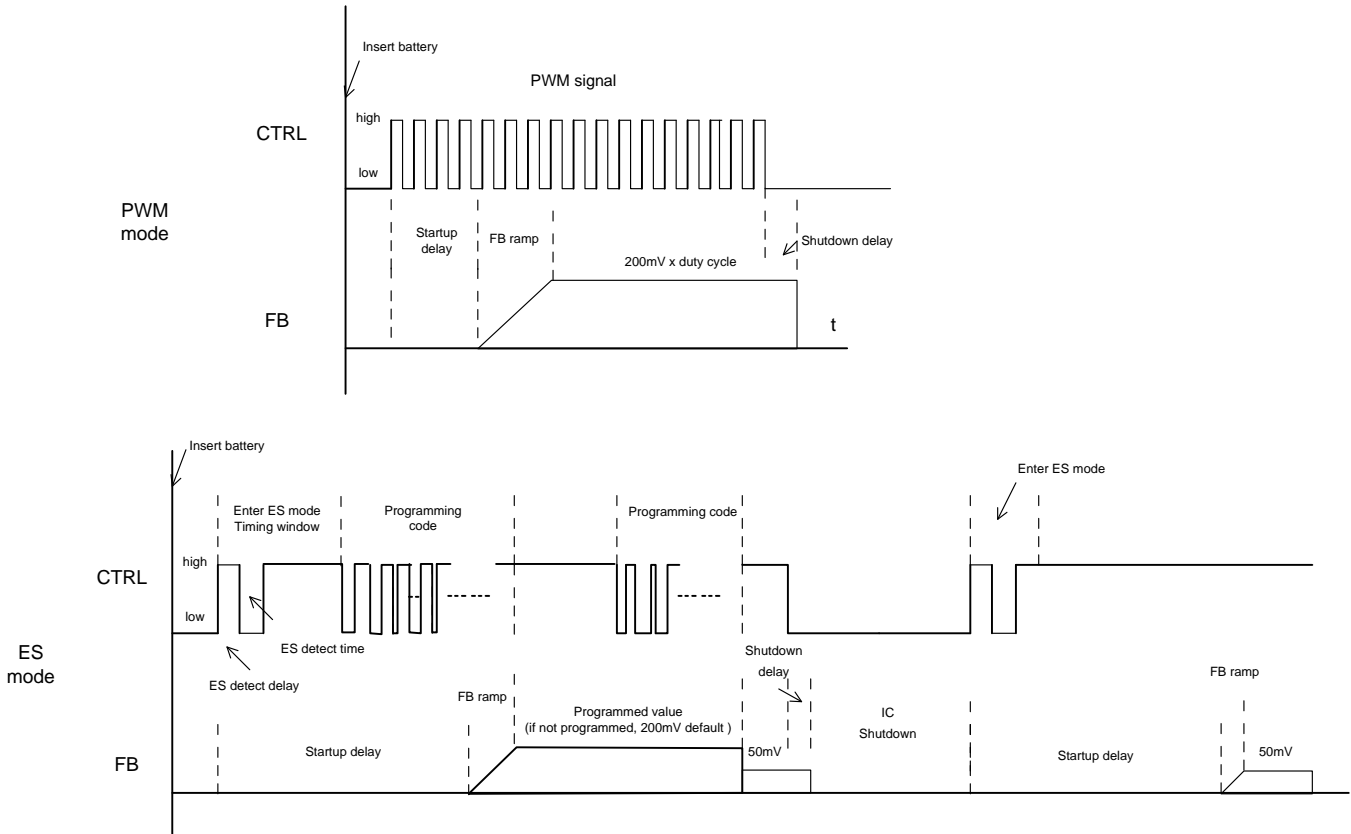 Insert battery
PWM signal
high
CTRL
low
PWM
mode
Startup
delay
FB ramp
Shutdown delay
200mV x duty cycle
FB
t
Insert battery
Enter ES mode
Enter ES mode
Timing window
Programming
code
Programming code
high
CTRL
low
ES detect time
ES
mode
ES detect delay
Shutdown
delay
FB ramp
FB ramp
Programmed value
(if not programmed, 200mV default )
IC
Shutdown
Startup delay
50mV
Startup delay
50mV
FB